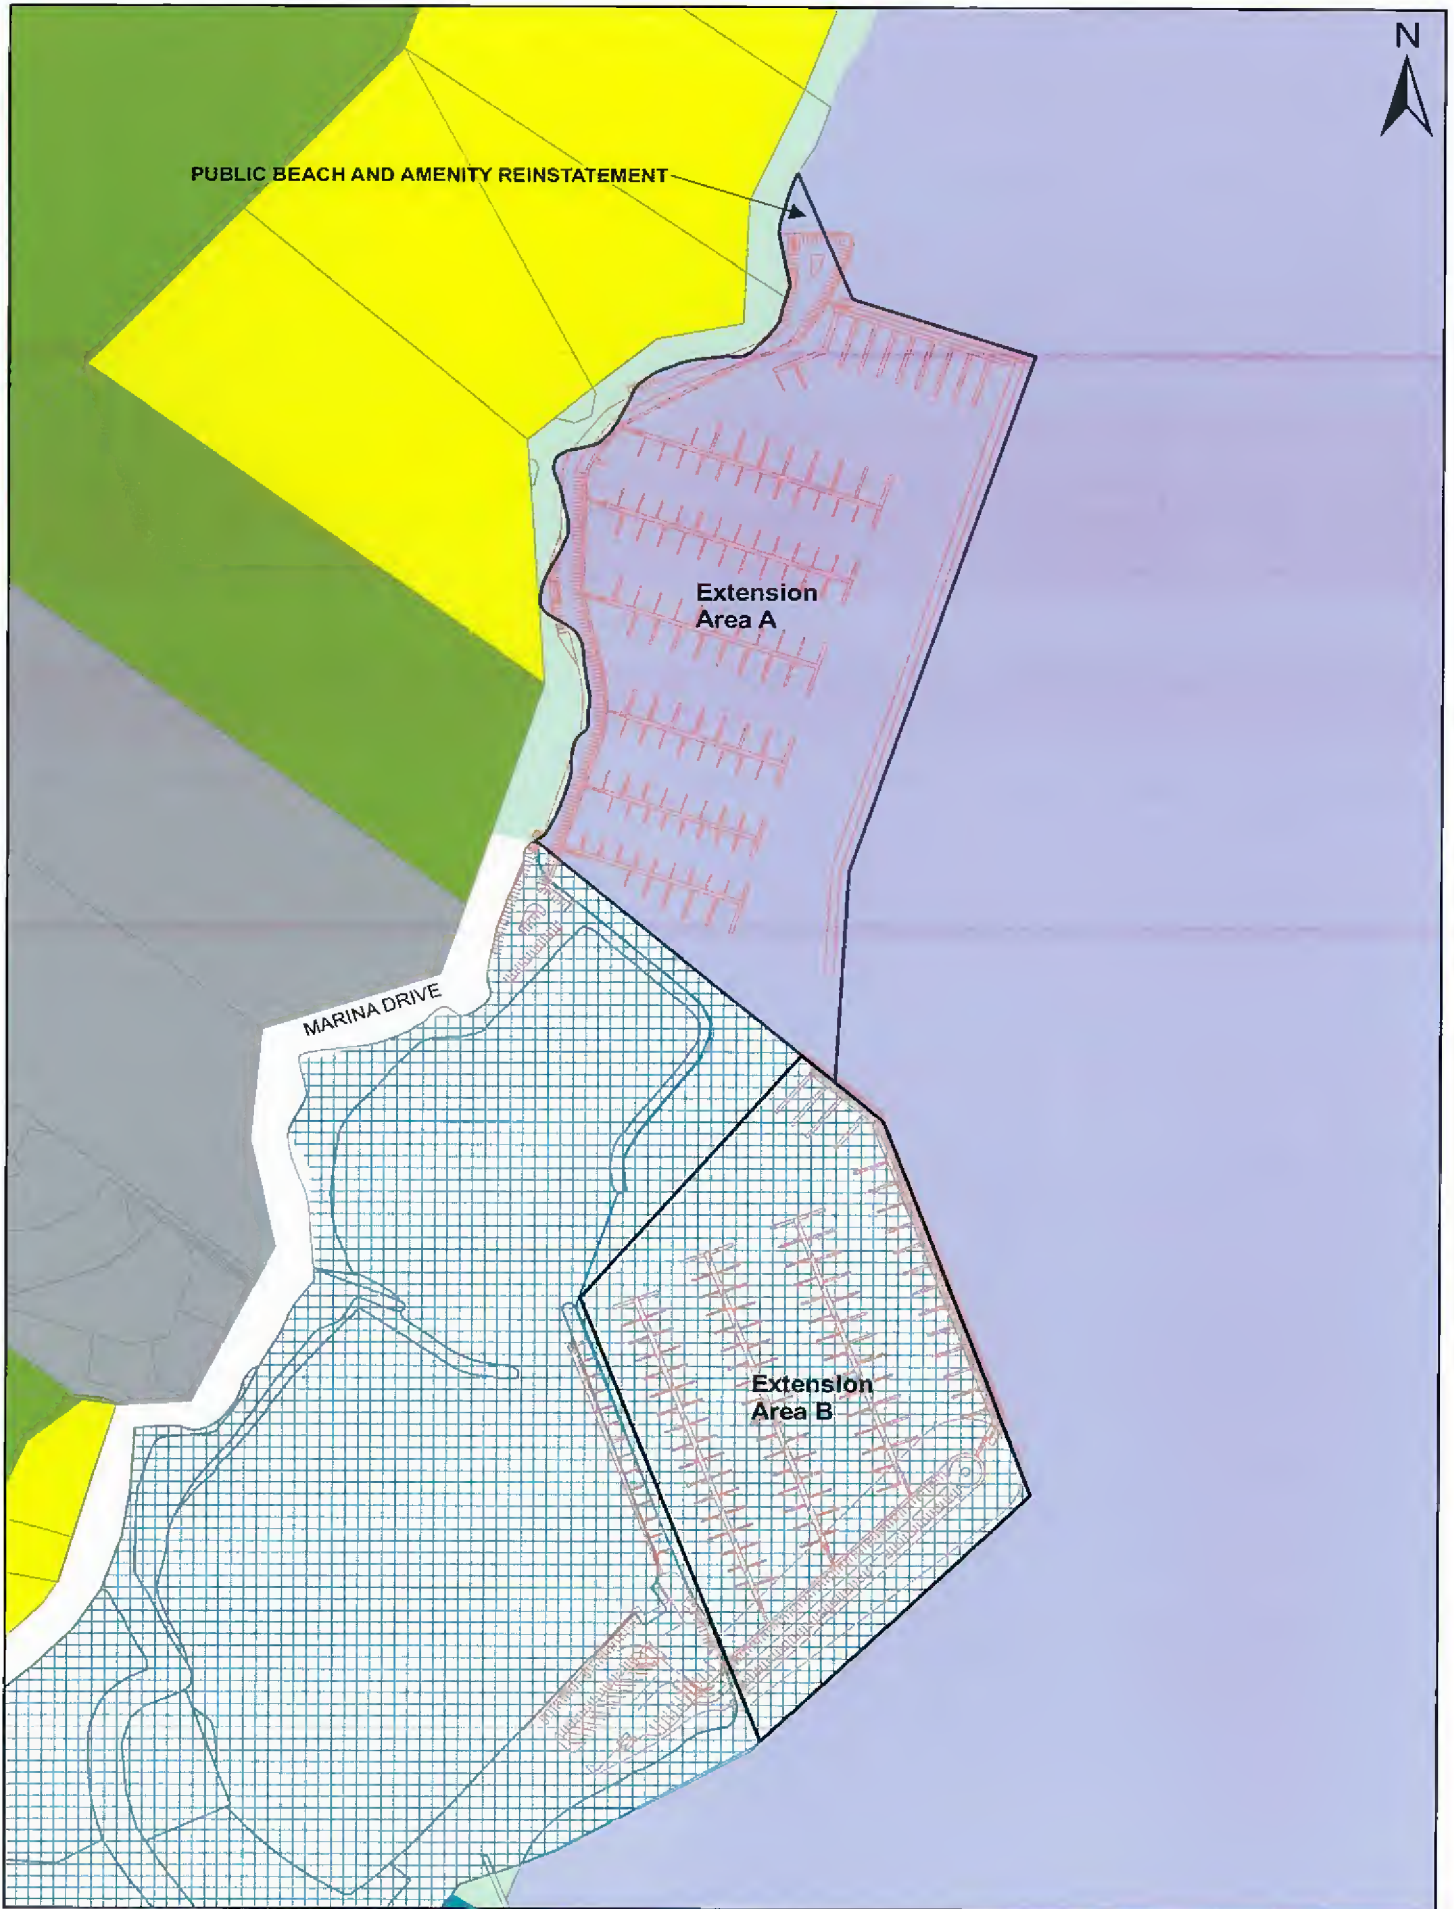 N
PUBLIC BEACH AND AMENITY REINSTATEMENT
Extension
Area A
MARINA DRIVE
Extension
Area B